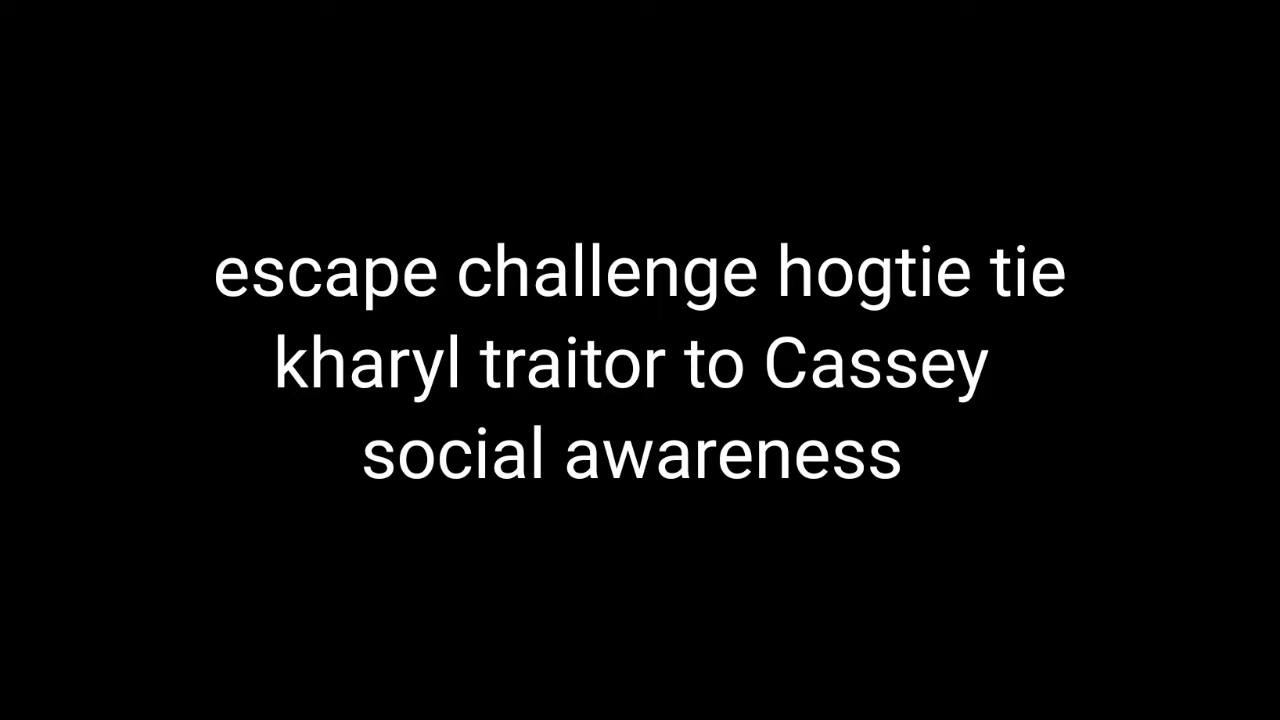 escape challenge hogtie tie
kharyl traitor to Cassey
social awareness